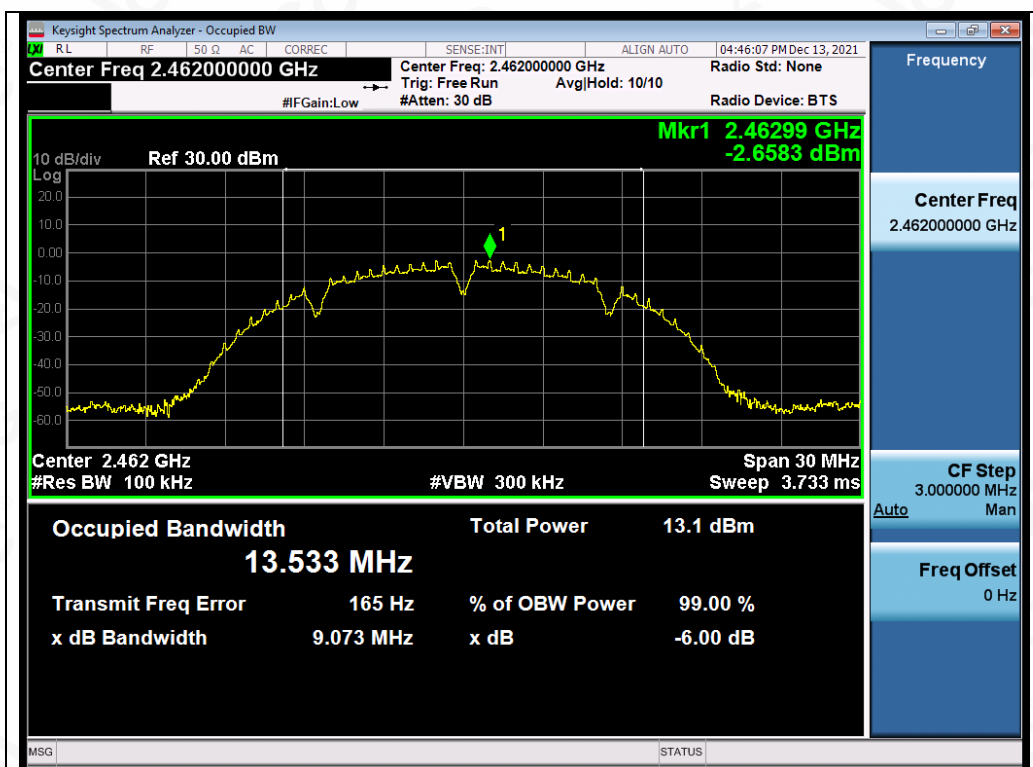 Keysight Spectrum Analyzer - Occupied BW
LXI RL RF 50 Ω AC CORREC SENSE:INT ALIGN AUTO 04:46:07 PM Dec 13, 2021
Center Freq 2.462000000 GHz Center Freq: 2.462000000 GHz Radio Std: None
Trig: Free Run Avg|Hold: 10/10
#IFGain:Low #Atten: 30 dB Radio Device: BTS
Frequency
Mkr1 2.46299 GHz
-2.6583 dBm
10 dB/div Ref 30.00 dBm
Log
20.0
10.0
0.00
-10.0
-20.0
-30.0
-40.0
-50.0
-60.0
1
Center 2.462 GHz Span 30 MHz
#Res BW 100 kHz #VBW 300 kHz Sweep 3.733 ms
Occupied Bandwidth Total Power 13.1 dBm
13.533 MHz
Transmit Freq Error 165 Hz % of OBW Power 99.00 %
x dB Bandwidth 9.073 MHz x dB -6.00 dB
Center Freq
2.462000000 GHz
CF Step
3.000000 MHz
Auto Man
Freq Offset
0 Hz
MSG STATUS